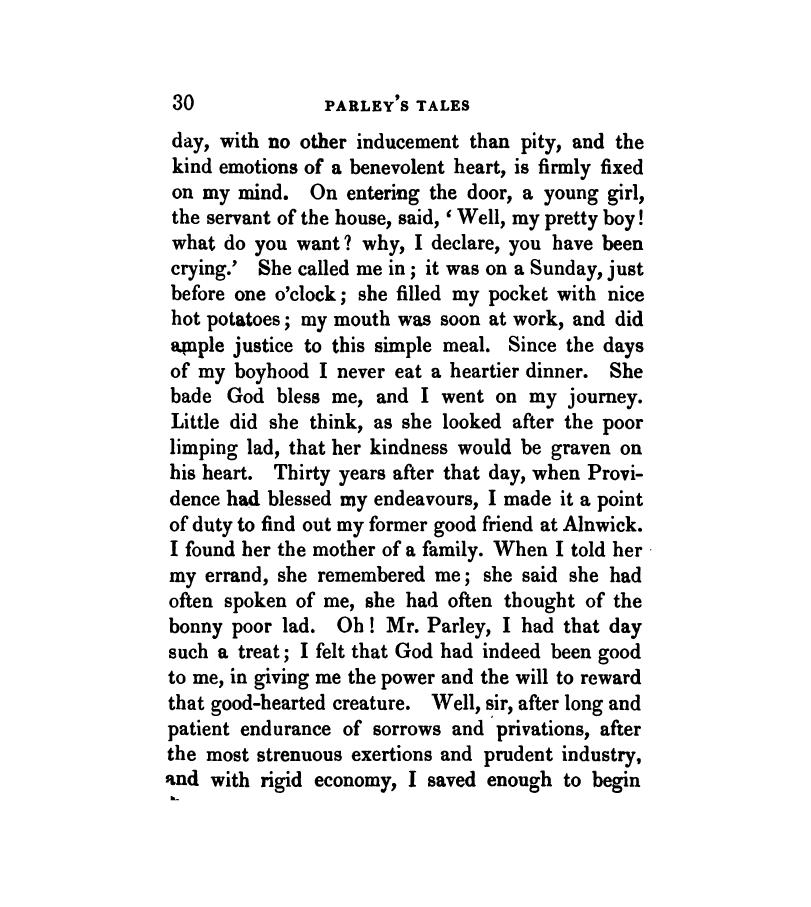 30 PARLEY'S TALES
day, with no other inducement than pity, and the
kind emotions of a benevolent heart, is firmly fixed
on my mind. On entering the door, a young girl,
the servant of the house, said, ‘ Well, my pretty boy!
what do you want? why, I declare, you have been
crying.’ She called me in; it was on a Sunday, just
before one o'clock; she filled my pocket with nice
hot potatoes; my mouth was soon at work, and did
ample justice to this simple meal. Since the days
of my boyhood I never eat a heartier dinner. She
bade God bless me, and I went on my journey.
Little did she think, as she looked after the poor
limping lad, that her kindness would be graven on
his heart. Thirty years after that day, when Provi-
dence had blessed my endeavours, I made it a point
of duty to find out my former good friend at Alnwick.
I found her the mother of a family. When I told her
my errand, she remembered me; she said she had
often spoken of me, she had often thought of the
bonny poor lad. Oh! Mr. Parley, I had that day
such a treat; I felt that God had indeed been good
to me, in giving me the power and the will to reward
that good-hearted creature. Well, sir, after long and
patient endurance of sorrows and privations, after
the most strenuous exertions and prudent industry,
and with rigid economy, I saved enough to begin